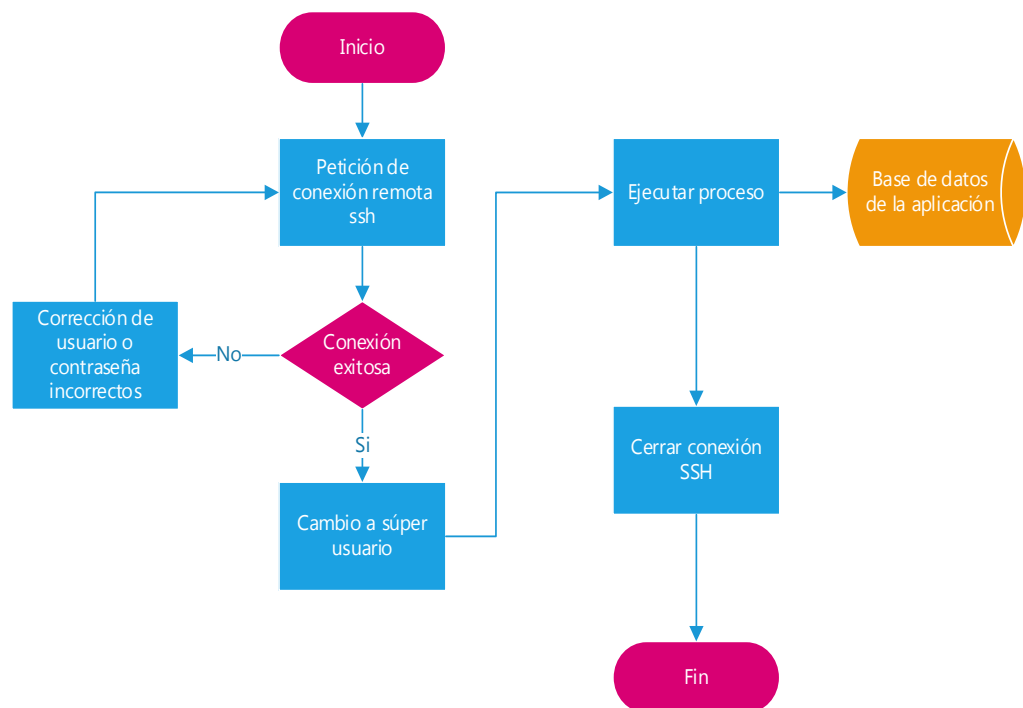 Inicio
Petición de
conexión remota
ssh
Conexión
exitosa
No
Corrección de
usuario o
contraseña
incorrectos
Si
Cambio a súper
usuario
Ejecutar proceso
Base de datos
de la aplicación
Cerrar conexión
SSH
Fin